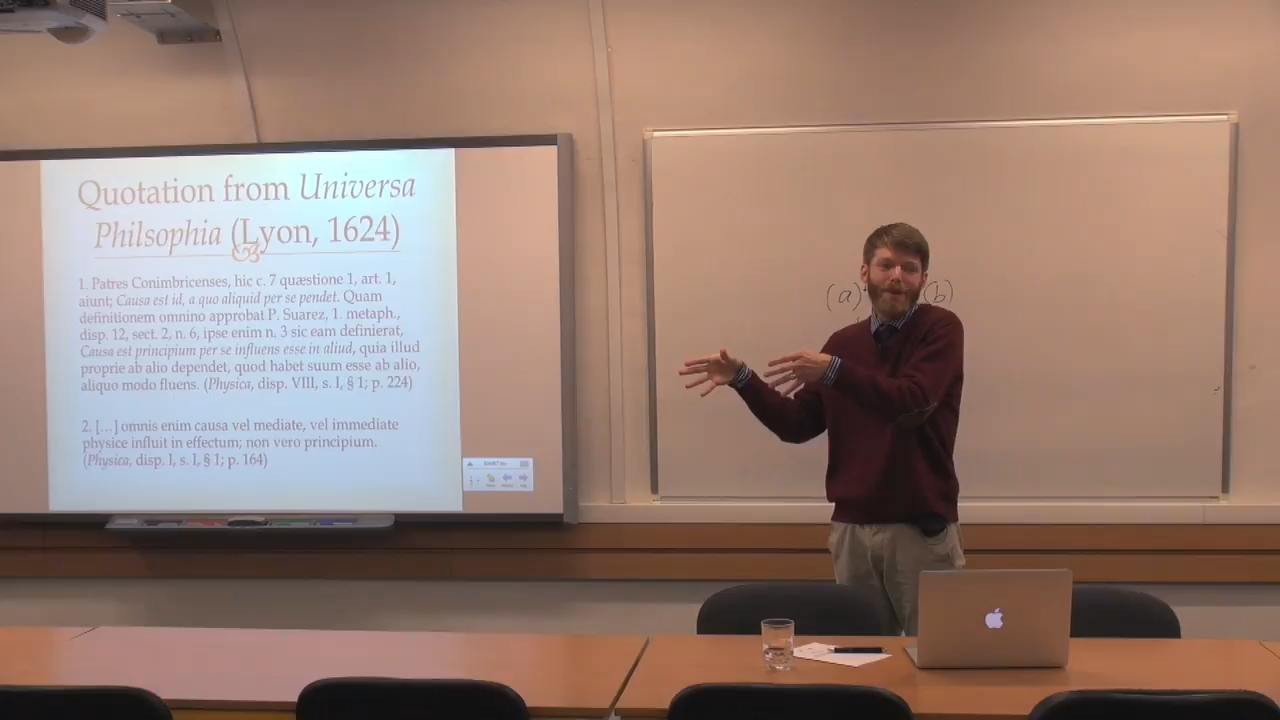 Quotation from Universa
Philsophia (Lyon, 1624)
1. Patres Conimbricenses, hic c. 7 quæstione 1, art. 1,
aiunt; Causa est id, a quo aliquid per se pendet. Quam
definitionem omnino approbat P. Suarez, 1. metaph.,
disp. 12, sect. 2, n. 6, ipse enim n. 3 sic eam definierat,
Causa est principium per se influens esse in aliud, quia illud
proprie ab alio dependet, quod habet suum esse ab alio,
aliquo modo fluens. (Physica, disp. VIII, s. I, § 1; p. 224)
2. [...] omnis enim causa vel mediate, vel immediate
physice influit in effectum; non vero principium.
(Physica, disp. I, s. I, § 1; p. 164)
(a) (b)